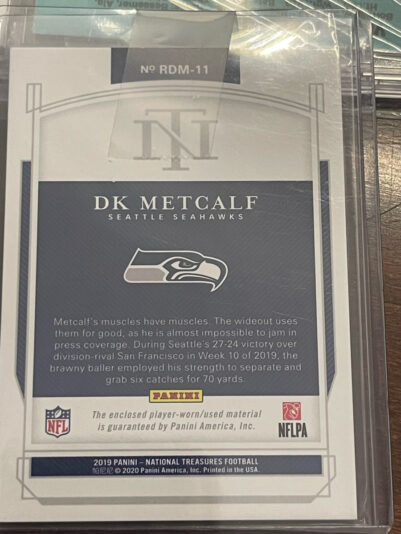 Bessemer, Ala.
Nº RDM-11
NT
DK METCALF
SEATTLE SEAHAWKS
Metcalf's muscles have muscles. The wideout uses
them for good, as he is almost impossible to jam in
press coverage. During Seattle's 27-24 victory over
division-rival San Francisco in Week 10 of 2019, the
brawny baller employed his strength to separate and
grab six catches for 70 yards.
PANINI
The enclosed player-worn/used material
is guaranteed by Panini America, Inc.
NFL
NFLPA
2019 PANINI – NATIONAL TREASURES FOOTBALL
© 2020 Panini America, Inc. Printed in the USA.